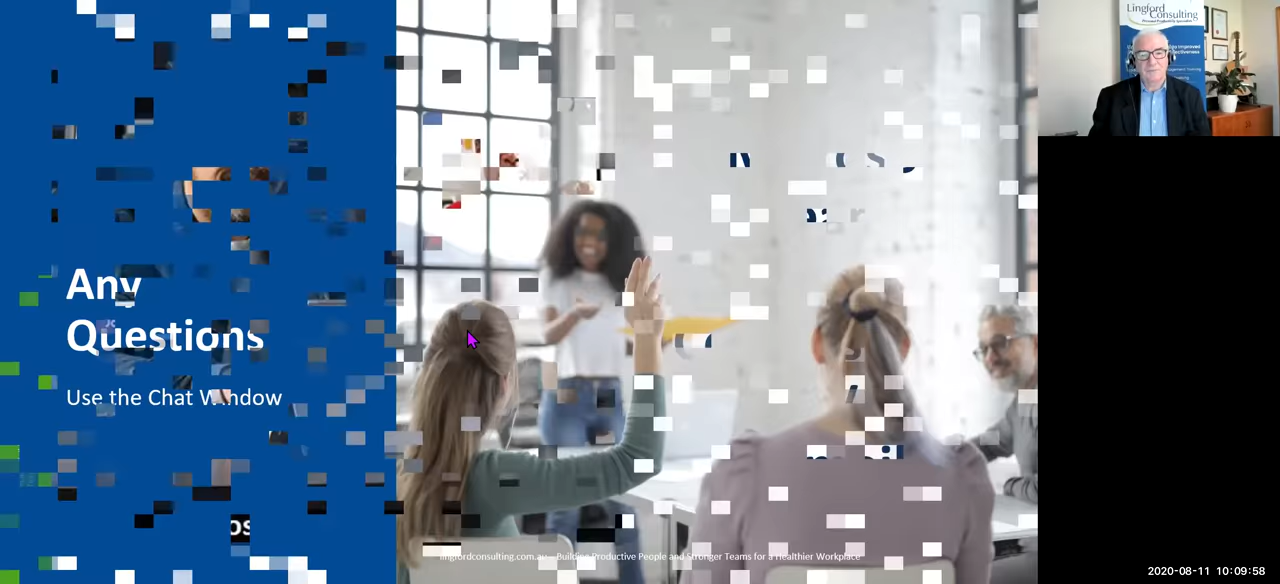 Any
Questions
Use the Chat Window
lingfordconsulting.com.au – Building Productive People and Stronger Teams for a Healthier Workplace
Lingford
Consulting
2020-08-11 10:09:58